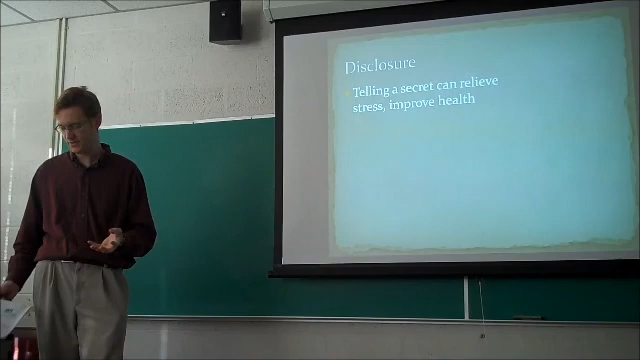 Disclosure
Telling a secret can relieve
stress, improve health